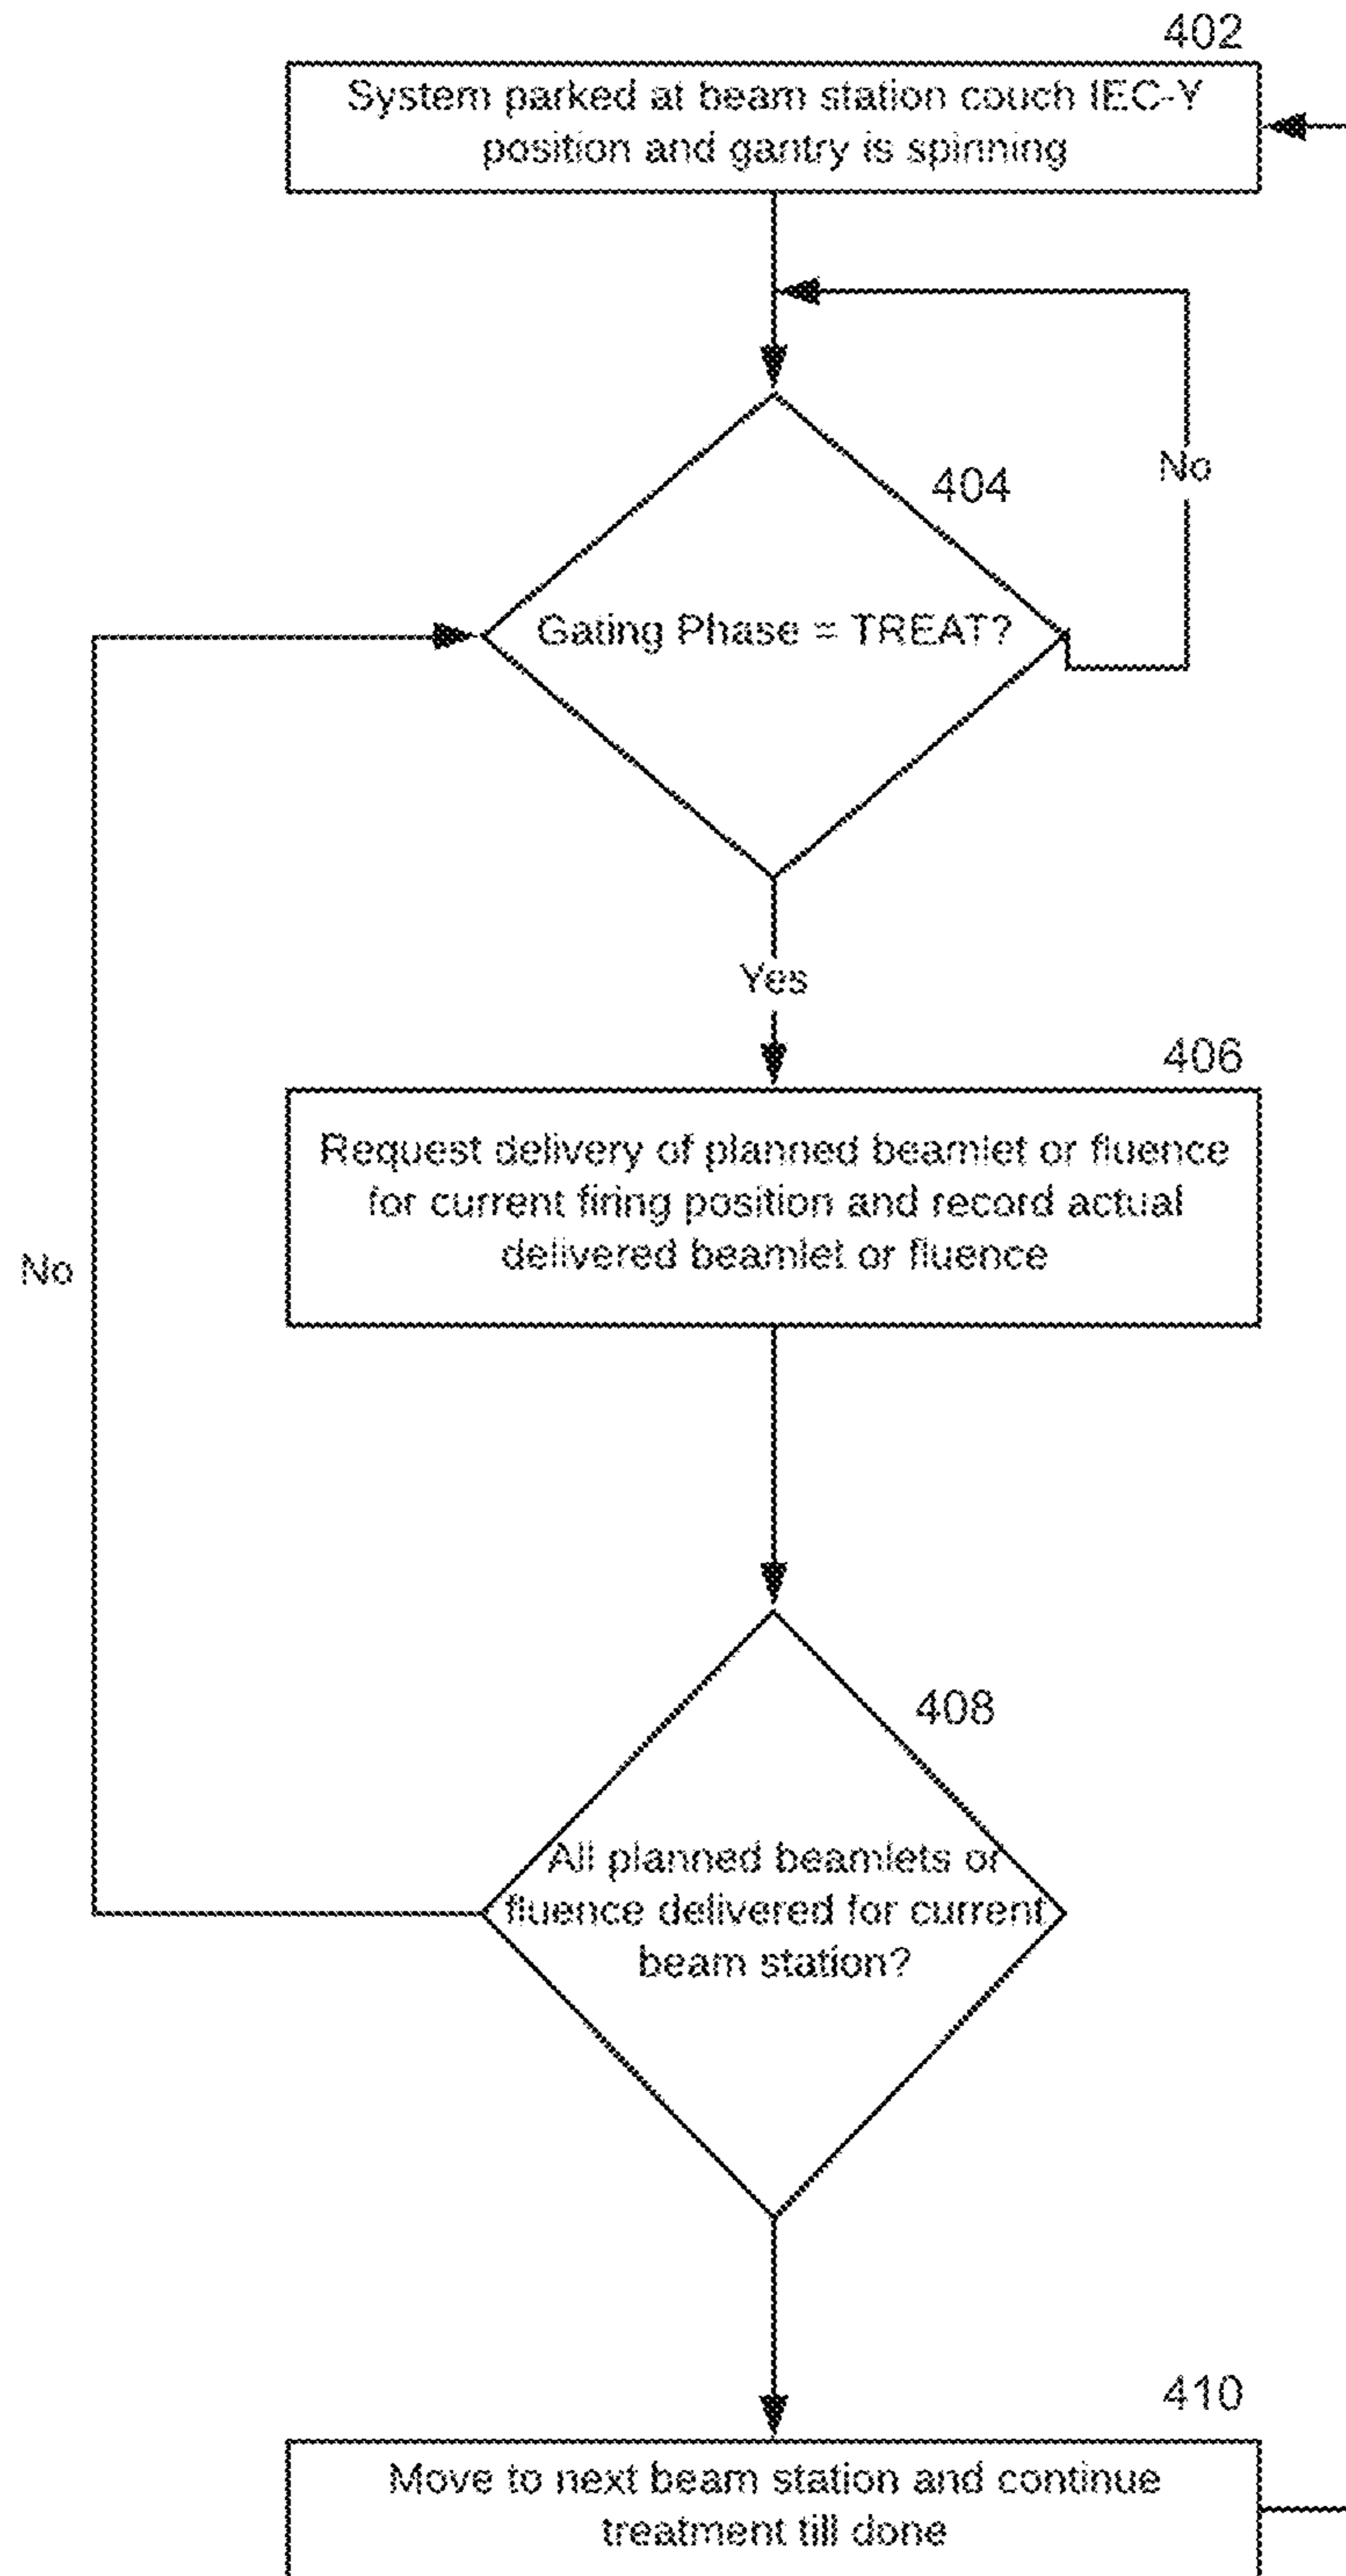 402
System parked at beam station couch IEC-Y
position and gantry is spinning
404
No
Gating Phase = TREAT?
Yes
406
Request delivery of planned beamlet or fluence
for current firing position and record actual
delivered beamlet or fluence
No
408
All planned beamlets or
fluence delivered for current
beam station?
410
Move to next beam station and continue
treatment till done